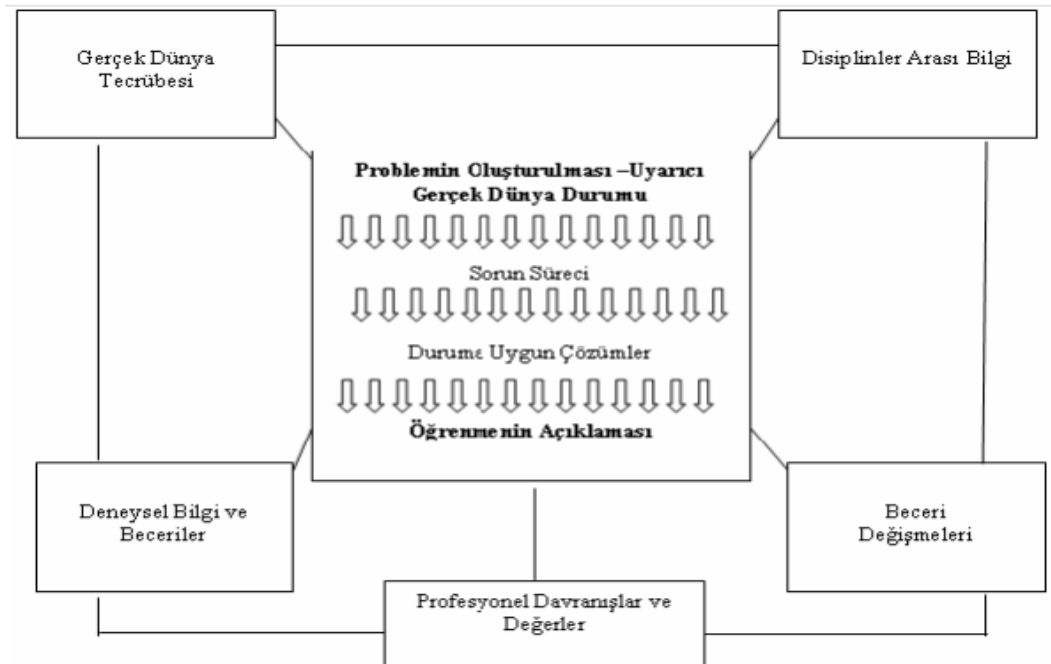 Gerçek Dünya
Tecrübesi
Disiplinler Arası Bilgi
Problemin Oluşturulması –Uyarıcı
Gerçek Dünya Durumu
Sorun Süreci
Duruma Uygun Çözümler
Öğrenmenin Açıklaması
Deneysel Bilgi ve
Beceriler
Beceri
Değişmeleri
Profesyonel Davranışlar ve
Değerler